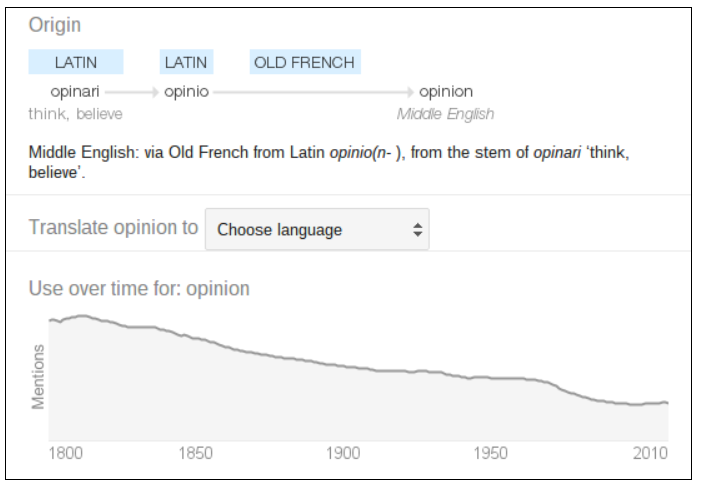 Origin
LATIN LATIN OLD FRENCH
opinari opinio opinion
think, believe Middle English
Middle English: via Old French from Latin opinio(n- ), from the stem of opinari ‘think,
believe’.
Translate opinion to Choose language
Use over time for: opinion
Mentions
1800 1850 1900 1950 2010